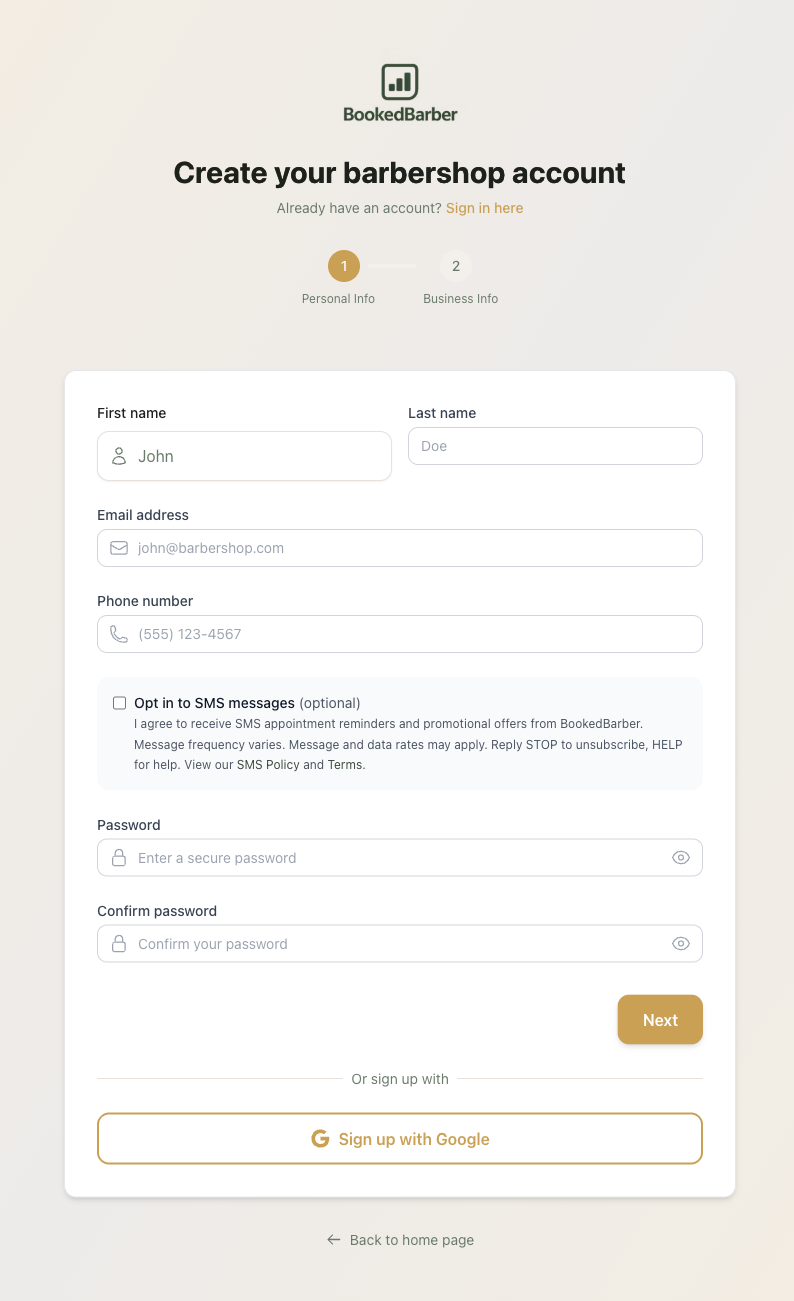 BookedBarber
Create your barbershop account
Already have an account? Sign in here
1
2
Personal Info
Business Info
First name
Last name
John
Doe
Email address
john@barbershop.com
Phone number
(555) 123-4567
Opt in to SMS messages (optional)
I agree to receive SMS appointment reminders and promotional offers from BookedBarber.
Message frequency varies. Message and data rates may apply. Reply STOP to unsubscribe, HELP
for help. View our SMS Policy and Terms.
Password
Enter a secure password
Confirm password
Confirm your password
Next
Or sign up with
G Sign up with Google
Back to home page